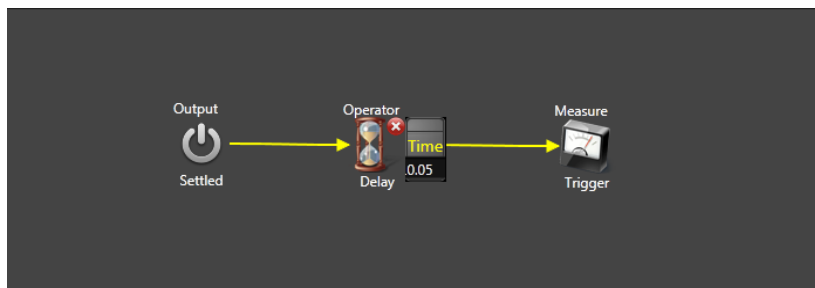 Output
Settled
Operator
Delay
Time
.0.05
Measure
Trigger